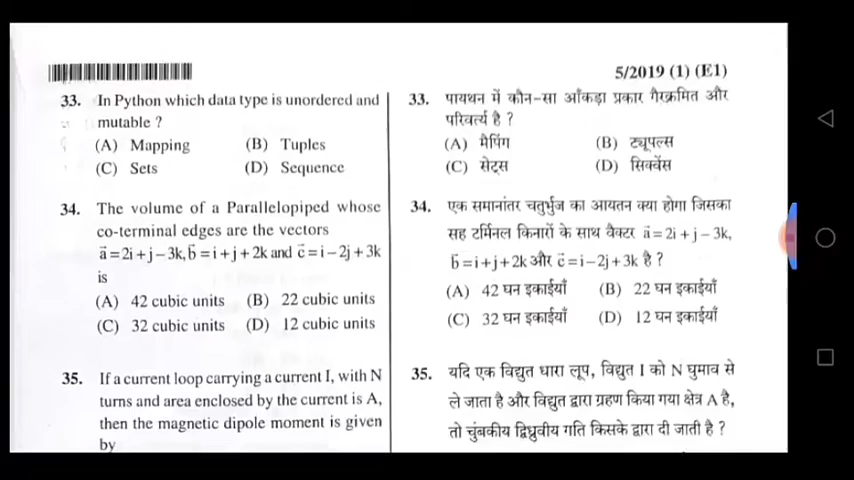 5/2019 (1) (E1)
33. In Python which data type is unordered and
mutable ?
(A) Mapping (B) Tuples
(C) Sets (D) Sequence
34. The volume of a Parallelopiped whose
co-terminal edges are the vectors
a⃗ = 2i + j – 3k, b⃗ = i + j + 2k and c⃗ = i – 2j + 3k
is
(A) 42 cubic units (B) 22 cubic units
(C) 32 cubic units (D) 12 cubic units
35. If a current loop carrying a current I, with N
turns and area enclosed by the current is A,
then the magnetic dipole moment is given
by
33. पायथन में कौन-सा आँकड़ा प्रकार गैरक्रमित और
परिवर्त्य है ?
(A) मैपिंग (B) ट्यूपल्स
(C) सेट्स (D) सिक्वेंस
34. एक समानांतर चतुर्भुज का आयतन क्या होगा जिसका
सह टर्मिनल किनारों के साथ वैक्टर a⃗ = 2i + j – 3k,
b⃗ = i + j + 2k और c⃗ = i – 2j + 3k है ?
(A) 42 घन इकाईयाँ (B) 22 घन इकाईयाँ
(C) 32 घन इकाईयाँ (D) 12 घन इकाईयाँ
35. यदि एक विद्युत धारा लूप, विद्युत I को N घुमाव से
ले जाता है और विद्युत द्वारा ग्रहण किया गया क्षेत्र A है,
तो चुंबकीय द्विध्रुवीय गति किसके द्वारा दी जाती है ?